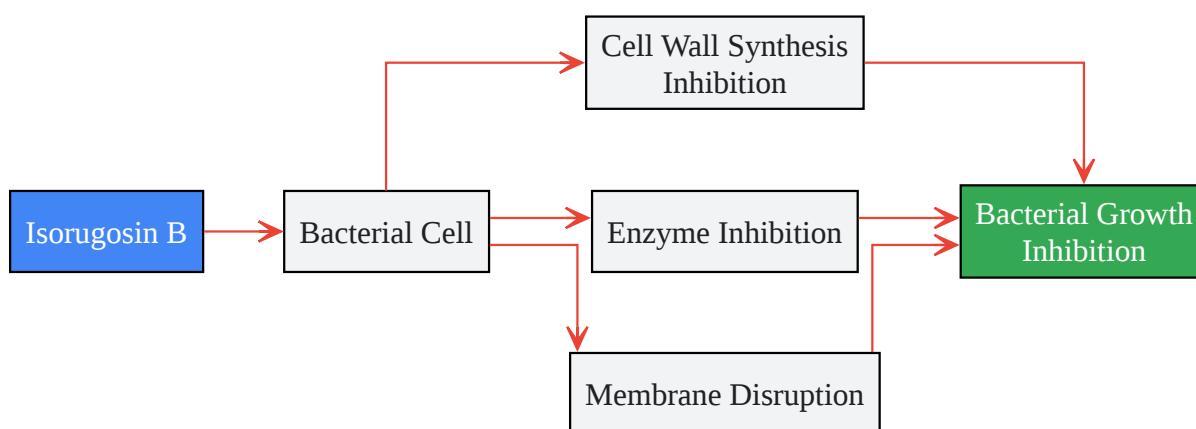 Cell Wall Synthesis
Inhibition
Isorugosin B
Bacterial Cell
Enzyme Inhibition
Bacterial Growth
Inhibition
Membrane Disruption